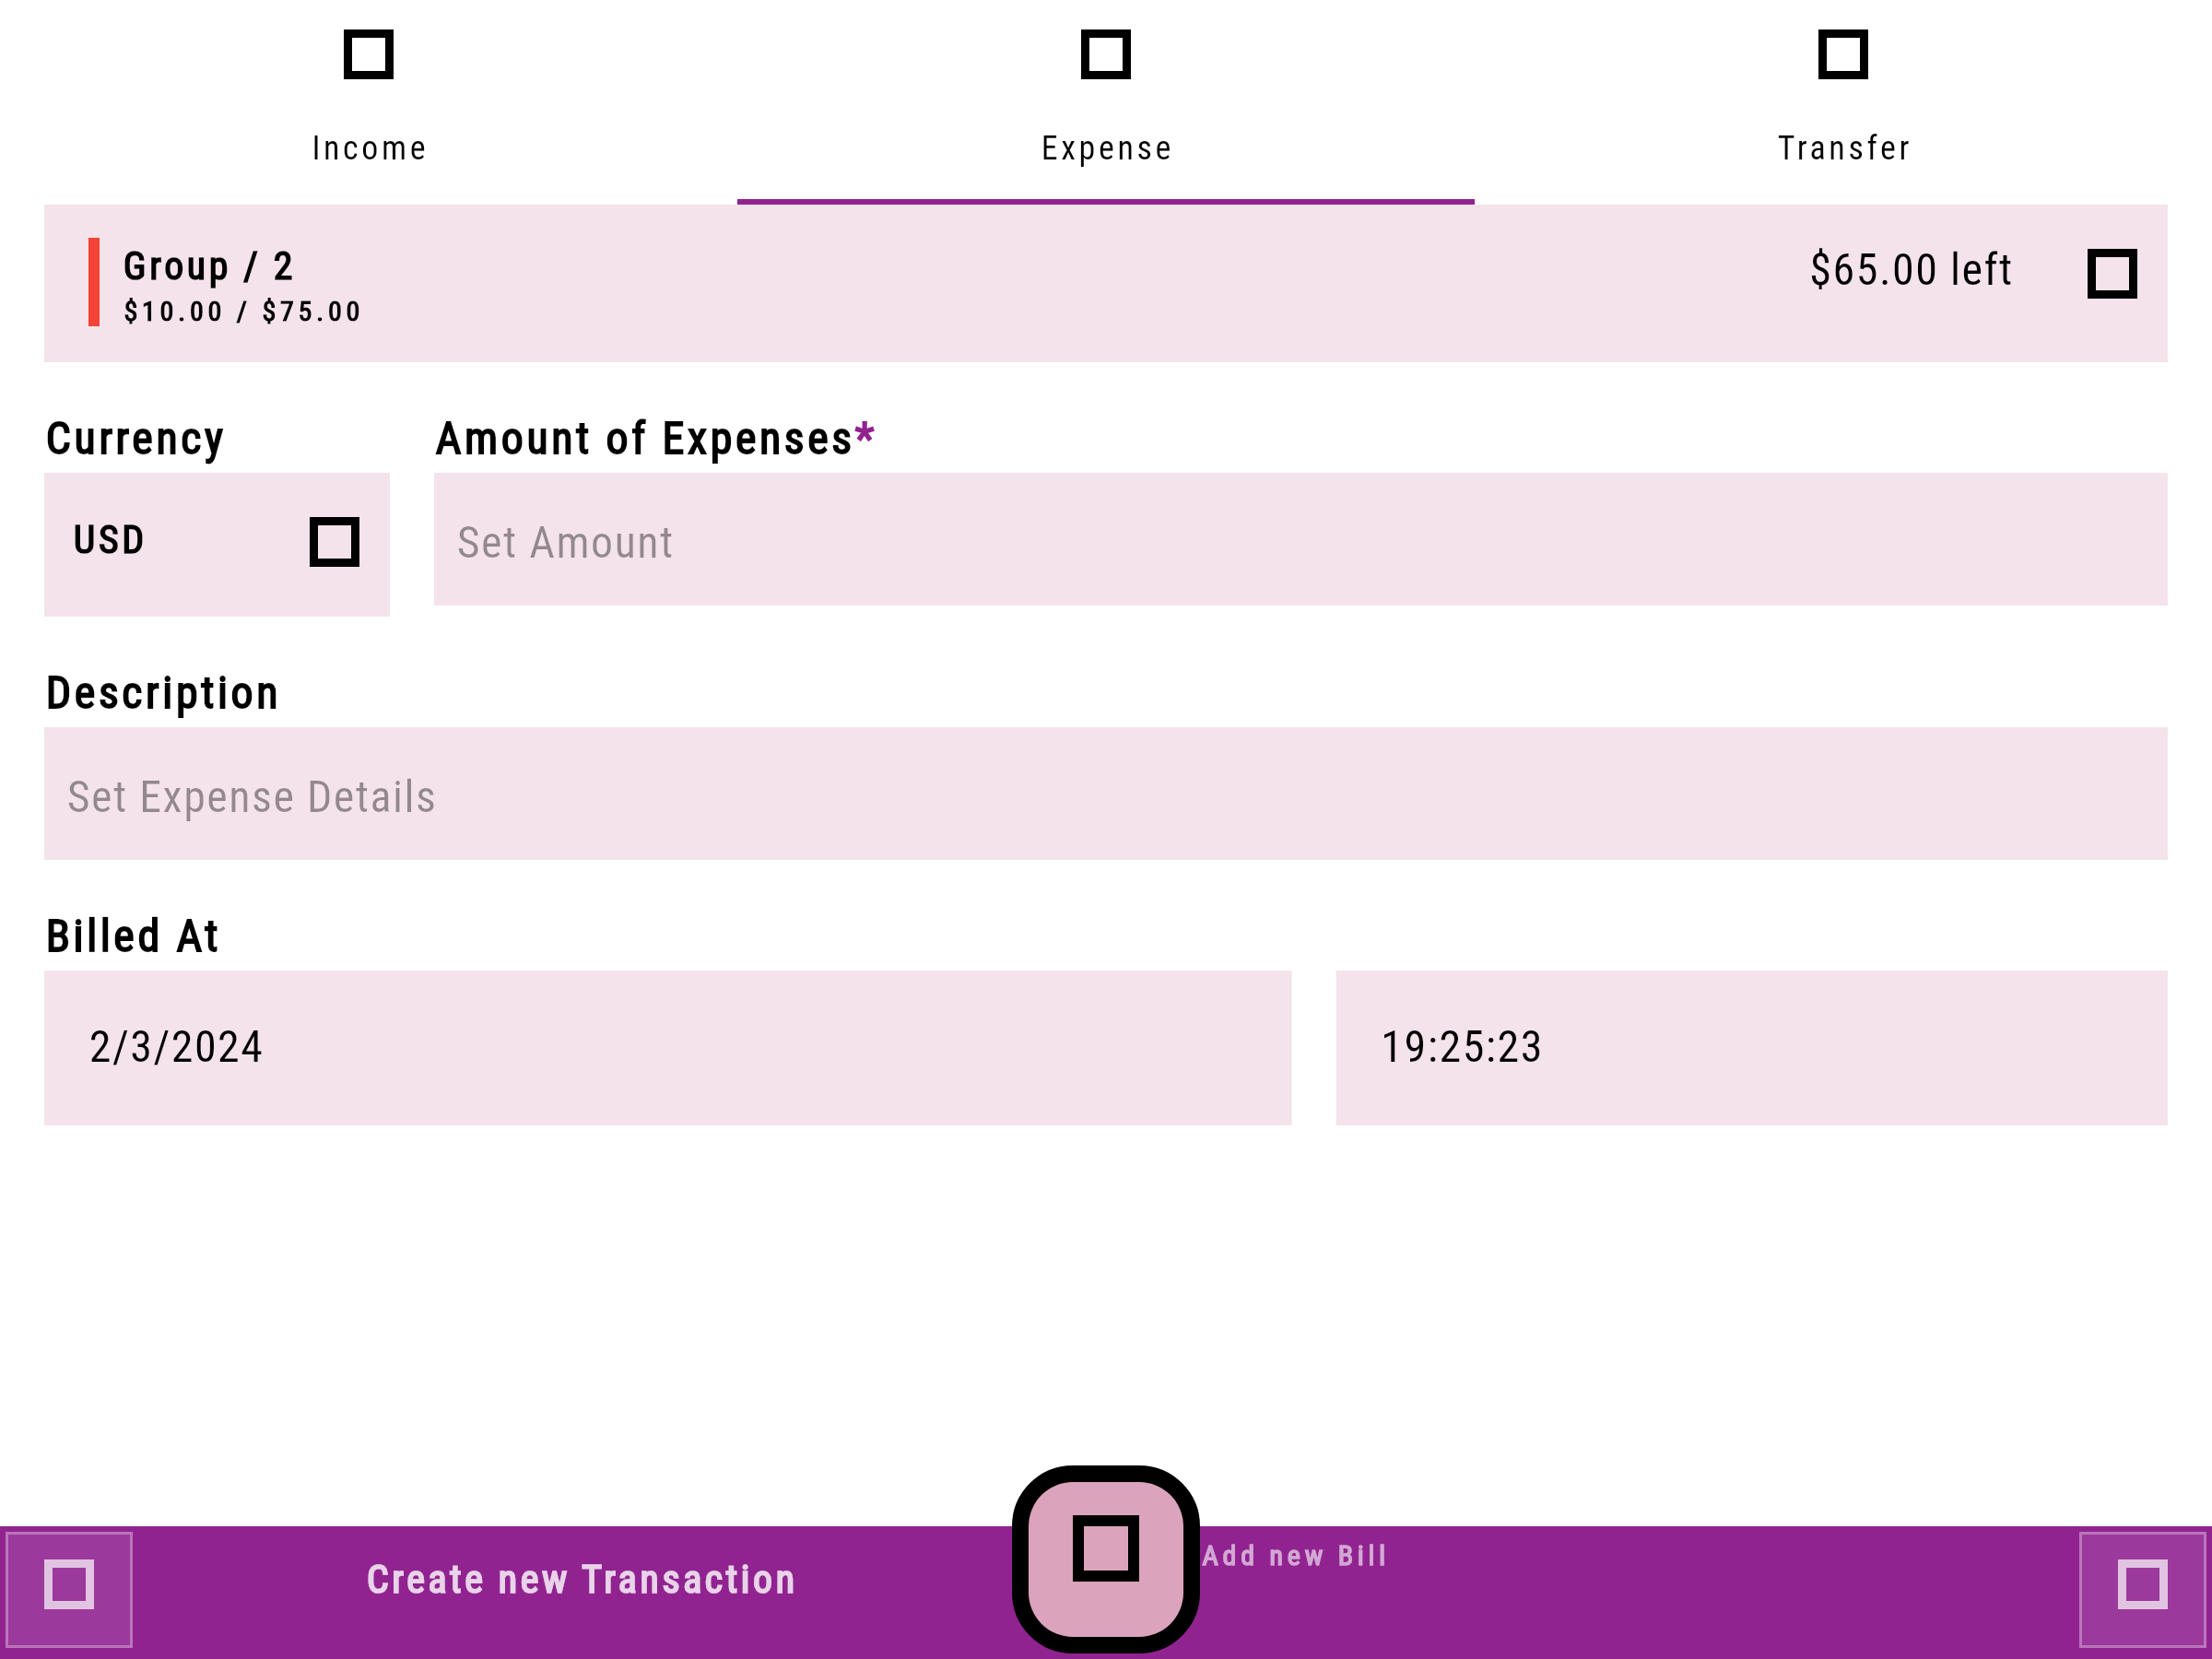 Income
Expense
Transfer
Group / 2
$10.00 / $75.00
$65.00 left
Currency
Amount of Expenses*
USD
Set Amount
Description
Set Expense Details
Billed At
2/3/2024
19:25:23
Create new Transaction
Add new Bill